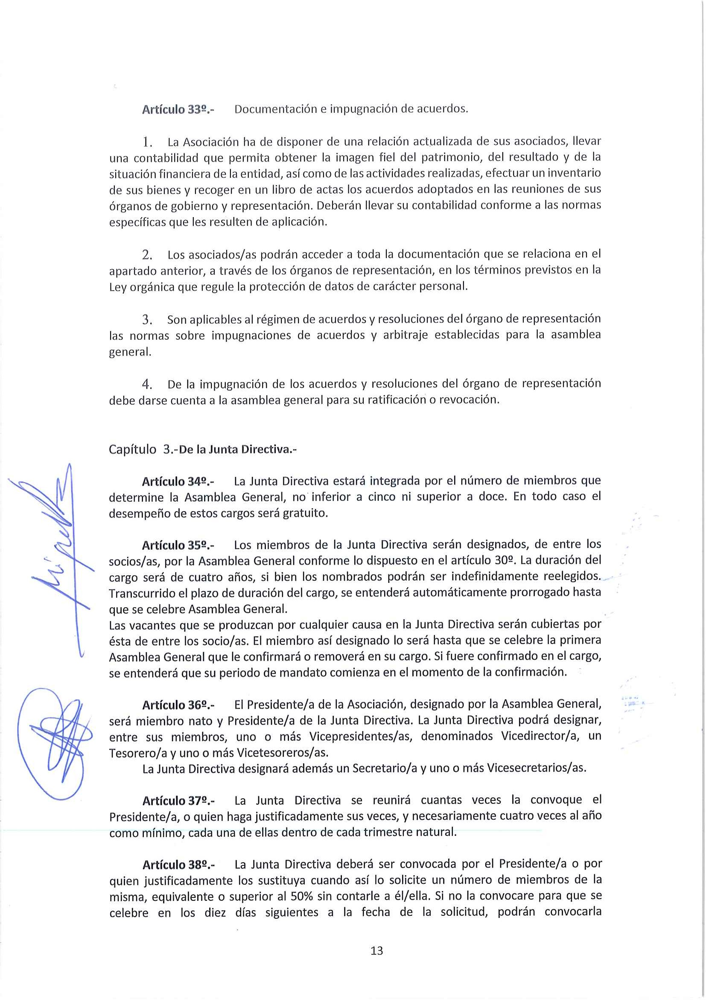 Artículo 33º.- Documentación e impugnación de acuerdos.
1. La Asociación ha de disponer de una relación actualizada de sus asociados, llevar
una contabilidad que permita obtener la imagen fiel del patrimonio, del resultado y de la
situación financiera de la entidad, así como de las actividades realizadas, efectuar un inventario
de sus bienes y recoger en un libro de actas los acuerdos adoptados en las reuniones de sus
órganos de gobierno y representación. Deberán llevar su contabilidad conforme a las normas
específicas que les resulten de aplicación.
2. Los asociados/as podrán acceder a toda la documentación que se relaciona en el
apartado anterior, a través de los órganos de representación, en los términos previstos en la
Ley orgánica que regule la protección de datos de carácter personal.
3. Son aplicables al régimen de acuerdos y resoluciones del órgano de representación
las normas sobre impugnaciones de acuerdos y arbitraje establecidas para la asamblea
general.
4. De la impugnación de los acuerdos y resoluciones del órgano de representación
debe darse cuenta a la asamblea general para su ratificación o revocación.
Capítulo 3.-De la Junta Directiva.-
Artículo 34º.- La Junta Directiva estará integrada por el número de miembros que
determine la Asamblea General, no inferior a cinco ni superior a doce. En todo caso el
desempeño de estos cargos será gratuito.
Artículo 35º.- Los miembros de la Junta Directiva serán designados, de entre los
socios/as, por la Asamblea General conforme lo dispuesto en el artículo 30º. La duración del
cargo será de cuatro años, si bien los nombrados podrán ser indefinidamente reelegidos.
Transcurrido el plazo de duración del cargo, se entenderá automáticamente prorrogado hasta
que se celebre Asamblea General.
Las vacantes que se produzcan por cualquier causa en la Junta Directiva serán cubiertas por
ésta de entre los socio/as. El miembro así designado lo será hasta que se celebre la primera
Asamblea General que le confirmará o removerá en su cargo. Si fuere confirmado en el cargo,
se entenderá que su periodo de mandato comienza en el momento de la confirmación.
Artículo 36º.- El Presidente/a de la Asociación, designado por la Asamblea General,
será miembro nato y Presidente/a de la Junta Directiva. La Junta Directiva podrá designar,
entre sus miembros, uno o más Vicepresidentes/as, denominados Vicedirector/a, un
Tesorero/a y uno o más Vicetesoreros/as.
La Junta Directiva designará además un Secretario/a y uno o más Vicesecretarios/as.
Artículo 37º.- La Junta Directiva se reunirá cuantas veces la convoque el
Presidente/a, o quien haga justificadamente sus veces, y necesariamente cuatro veces al año
como mínimo, cada una de ellas dentro de cada trimestre natural.
Artículo 38º.- La Junta Directiva deberá ser convocada por el Presidente/a o por
quien justificadamente los sustituya cuando así lo solicite un número de miembros de la
misma, equivalente o superior al 50% sin contarle a él/ella. Si no la convocare para que se
celebre en los diez días siguientes a la fecha de la solicitud, podrán convocarla
13